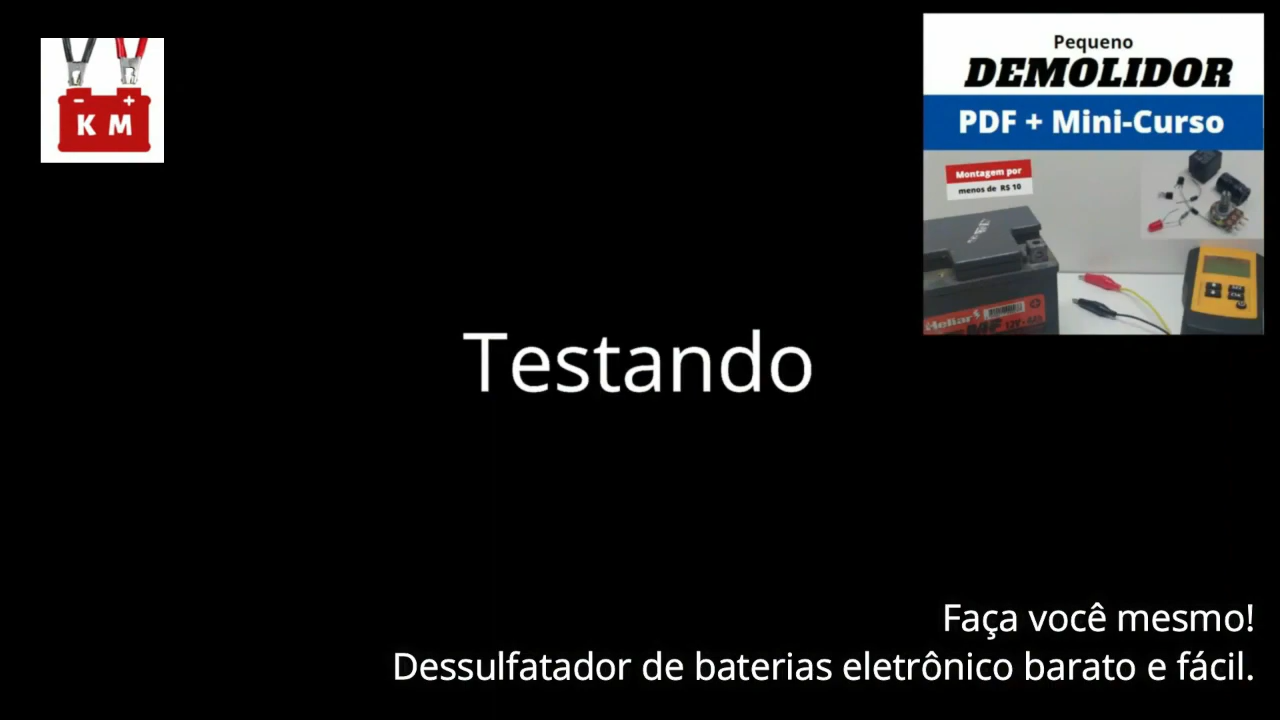 K M
Pequeno
DEMOLIDOR
PDF + Mini-Curso
Montagem por
menos de R$ 10
Heliar
Testando
Faça você mesmo!
Dessulfatador de baterias eletrônico barato e fácil.